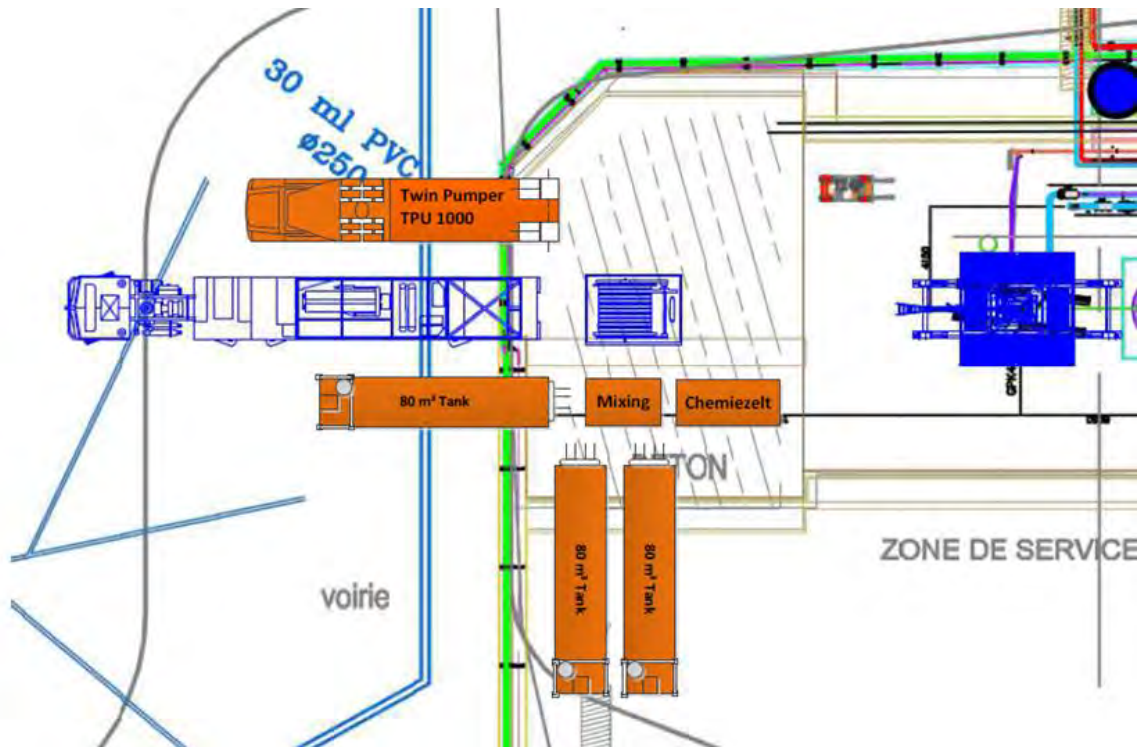 30 ml PVC
ø250
Twin Pumper
TPU 1000
80 m³ Tank
Mixing
Chemiezelt
TON
80 m³ Tank
80 m³ Tank
ZONE DE SERVICE
voirie